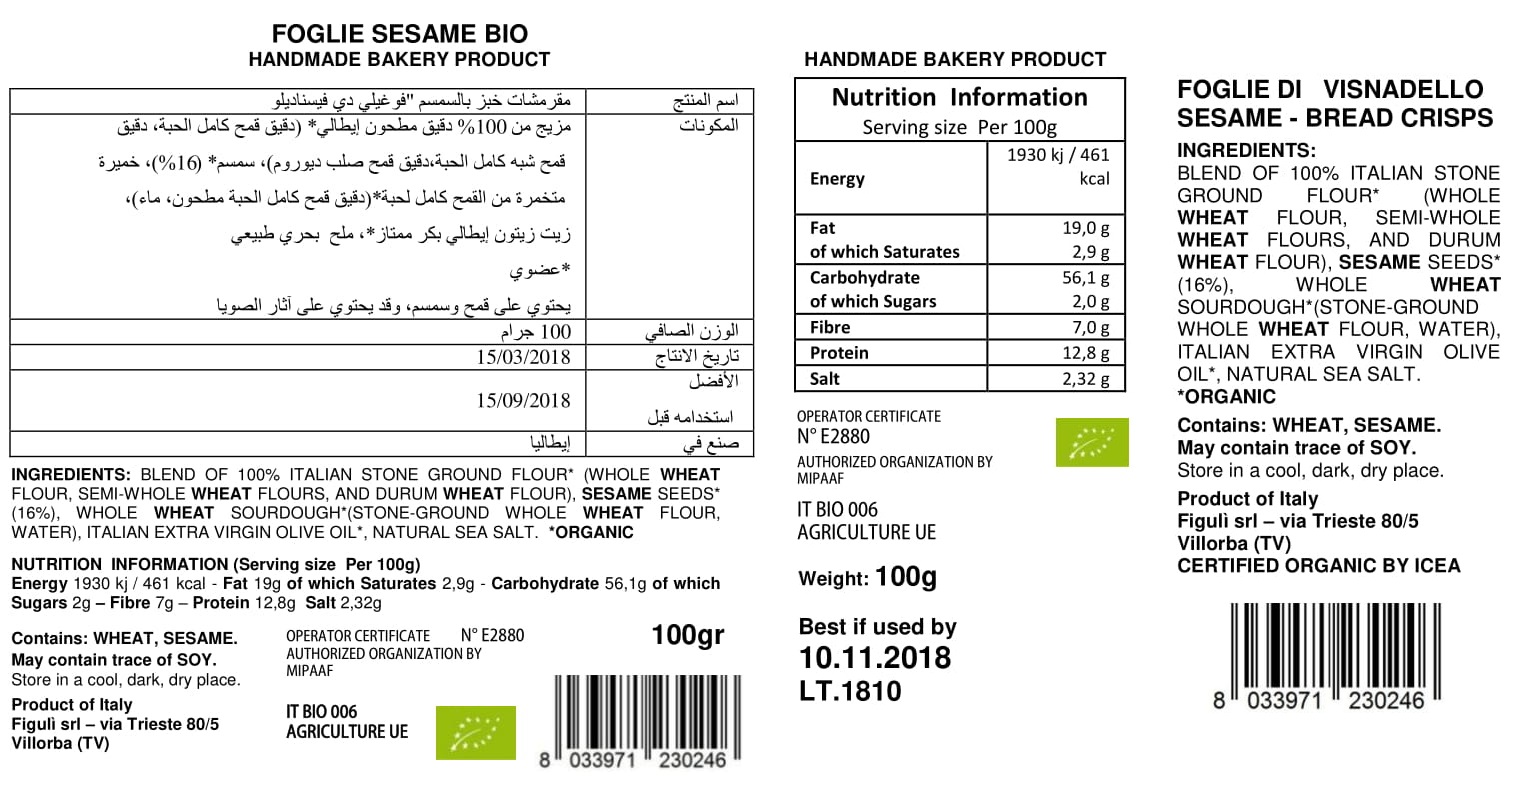 FOGLIE SESAME BIO
HANDMADE BAKERY PRODUCT
اسم المنتج مقرمشات خبز بالسمسم "فوغيلي دي فيسناديلو
المكونات مزيج من 100% دقيق مطحون إيطالي* (دقيق قمح كامل الحبة، دقيق
قمح شبه كامل الحبة،دقيق قمح صلب ديوروم)، سمسم* (16%)، خميرة
متخمرة من القمح كامل لحبة*(دقيق قمح كامل الحبة مطحون، ماء)،
زيت زيتون إيطالي بكر ممتاز*، ملح بحري طبيعي
*عضوي
يحتوي على قمح وسمسم، وقد يحتوي على آثار الصويا
الوزن الصافي 100 جرام
تاريخ الانتاج 15/03/2018
الأفضل
استخدامه قبل 15/09/2018
صنع في إيطاليا
INGREDIENTS: BLEND OF 100% ITALIAN STONE GROUND FLOUR* (WHOLE WHEAT
FLOUR, SEMI-WHOLE WHEAT FLOURS, AND DURUM WHEAT FLOUR), SESAME SEEDS*
(16%), WHOLE WHEAT SOURDOUGH*(STONE-GROUND WHOLE WHEAT FLOUR,
WATER), ITALIAN EXTRA VIRGIN OLIVE OIL*, NATURAL SEA SALT. *ORGANIC
NUTRITION INFORMATION (Serving size Per 100g)
Energy 1930 kj / 461 kcal - Fat 19g of which Saturates 2,9g - Carbohydrate 56,1g of which
Sugars 2g – Fibre 7g – Protein 12,8g Salt 2,32g
Contains: WHEAT, SESAME.
May contain trace of SOY.
Store in a cool, dark, dry place.
Product of Italy
Figulì srl – via Trieste 80/5
Villorba (TV)
OPERATOR CERTIFICATE N° E2880
AUTHORIZED ORGANIZATION BY
MIPAAF
IT BIO 006
AGRICULTURE UE
100gr
8 033971 230246
HANDMADE BAKERY PRODUCT
Nutrition Information
Serving size Per 100g
Energy 1930 kj / 461
kcal
Fat 19,0 g
of which Saturates 2,9 g
Carbohydrate 56,1 g
of which Sugars 2,0 g
Fibre 7,0 g
Protein 12,8 g
Salt 2,32 g
OPERATOR CERTIFICATE
N° E2880
AUTHORIZED ORGANIZATION BY
MIPAAF
IT BIO 006
AGRICULTURE UE
Weight: 100g
Best if used by
10.11.2018
LT.1810
FOGLIE DI VISNADELLO
SESAME - BREAD CRISPS
INGREDIENTS:
BLEND OF 100% ITALIAN STONE
GROUND FLOUR* (WHOLE
WHEAT FLOUR, SEMI-WHOLE
WHEAT FLOURS, AND DURUM
WHEAT FLOUR), SESAME SEEDS*
(16%), WHOLE WHEAT
SOURDOUGH*(STONE-GROUND
WHOLE WHEAT FLOUR, WATER),
ITALIAN EXTRA VIRGIN OLIVE
OIL*, NATURAL SEA SALT.
*ORGANIC
Contains: WHEAT, SESAME.
May contain trace of SOY.
Store in a cool, dark, dry place.
Product of Italy
Figulì srl – via Trieste 80/5
Villorba (TV)
CERTIFIED ORGANIC BY ICEA
8 033971 230246